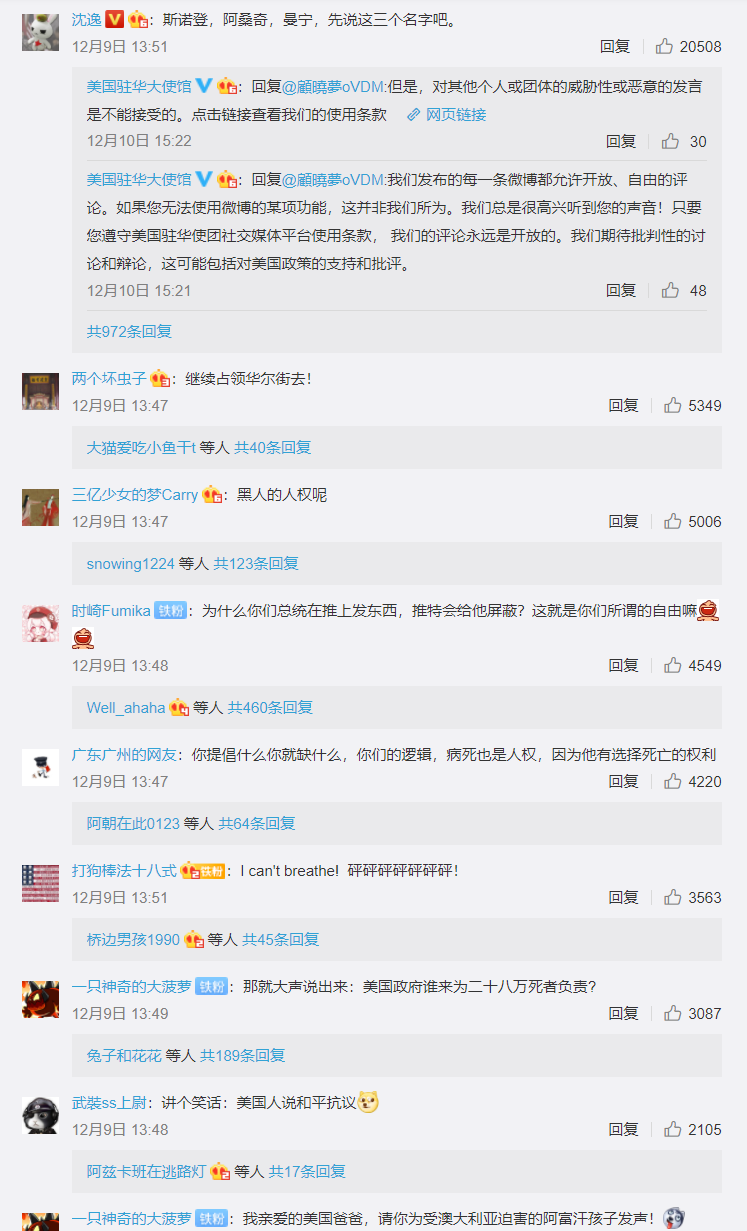 沈逸：斯诺登，阿桑奇，曼宁，先说这三个名字吧。
12月9日 13:51 回复 20508
美国驻华大使馆：回复@顧曉夢oVDM:但是，对其他个人或团体的威胁性或恶意的发言
是不能接受的。点击链接查看我们的使用条款 网页链接
12月10日 15:22 回复 30
美国驻华大使馆：回复@顧曉夢oVDM:我们发布的每一条微博都允许开放、自由的评
论。如果您无法使用微博的某项功能，这并非我们所为。我们总是很高兴听到您的声音！只要
您遵守美国驻华使团社交媒体平台使用条款， 我们的评论永远是开放的。我们期待批判性的讨
论和辩论，这可能包括对美国政策的支持和批评。
12月10日 15:21 回复 48
共972条回复
两个坏虫子：继续占领华尔街去！
12月9日 13:47 回复 5349
大猫爱吃小鱼干t 等人 共40条回复
三亿少女的梦Carry：黑人的人权呢
12月9日 13:47 回复 5006
snowing1224 等人 共123条回复
时崎Fumika 铁粉：为什么你们总统在推上发东西，推特会给他屏蔽？这就是你们所谓的自由嘛
12月9日 13:48 回复 4549
Well_ahaha 等人 共460条回复
广东广州的网友：你提倡什么你就缺什么，你们的逻辑，病死也是人权，因为他有选择死亡的权利
12月9日 13:47 回复 4220
阿朝在此0123 等人 共64条回复
打狗棒法十八式 铁粉：I can't breathe! 砰砰砰砰砰砰砰！
12月9日 13:51 回复 3563
桥边男孩1990 等人 共45条回复
一只神奇的大菠萝 铁粉：那就大声说出来：美国政府谁来为二十八万死者负责？
12月9日 13:49 回复 3087
兔子和花花 等人 共189条回复
武裝ss上尉：讲个笑话：美国人说和平抗议
12月9日 13:48 回复 2105
阿兹卡班在逃路灯 等人 共17条回复
一只神奇的大菠萝 铁粉：我亲爱的美国爸爸，请你为受澳大利亚迫害的阿富汗孩子发声！